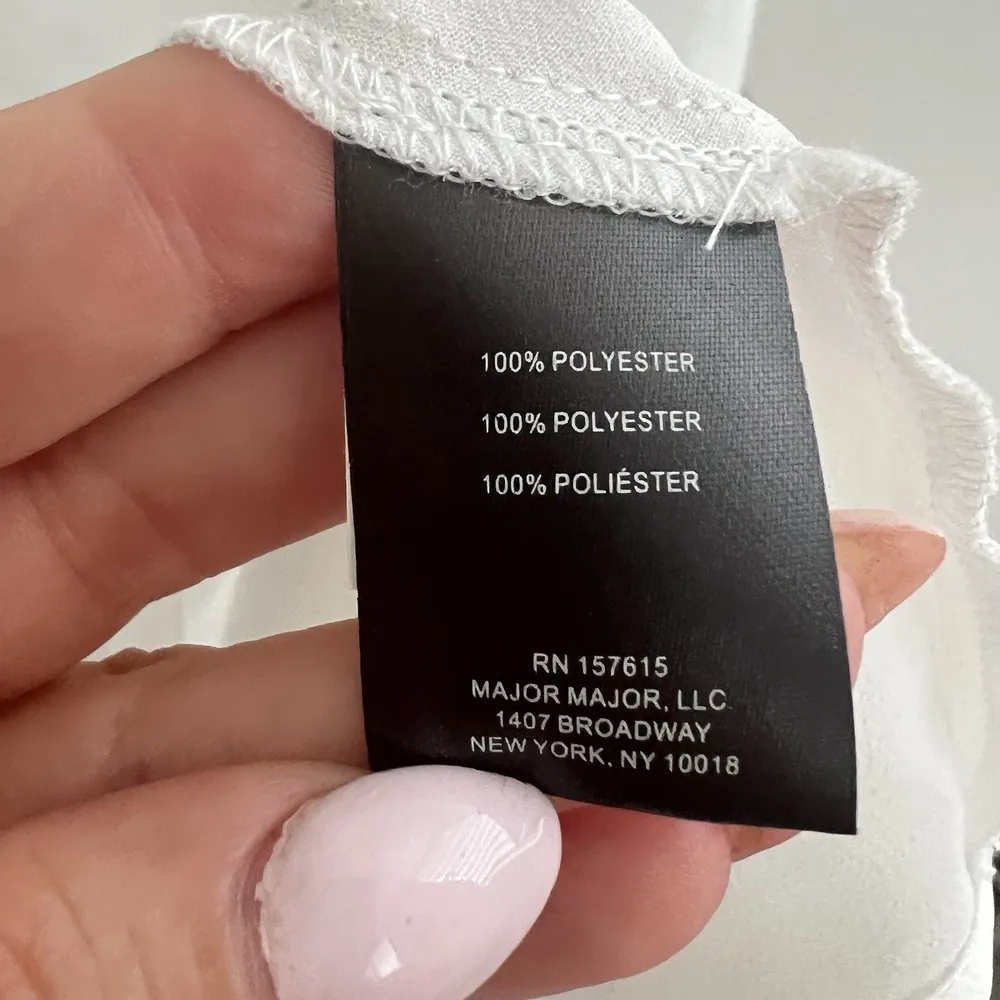 100% POLYESTER
100% POLYESTER
100% POLIÉSTER
RN 157615
MAJOR MAJOR, LLC.
1407 BROADWAY
NEW YORK, NY 10018